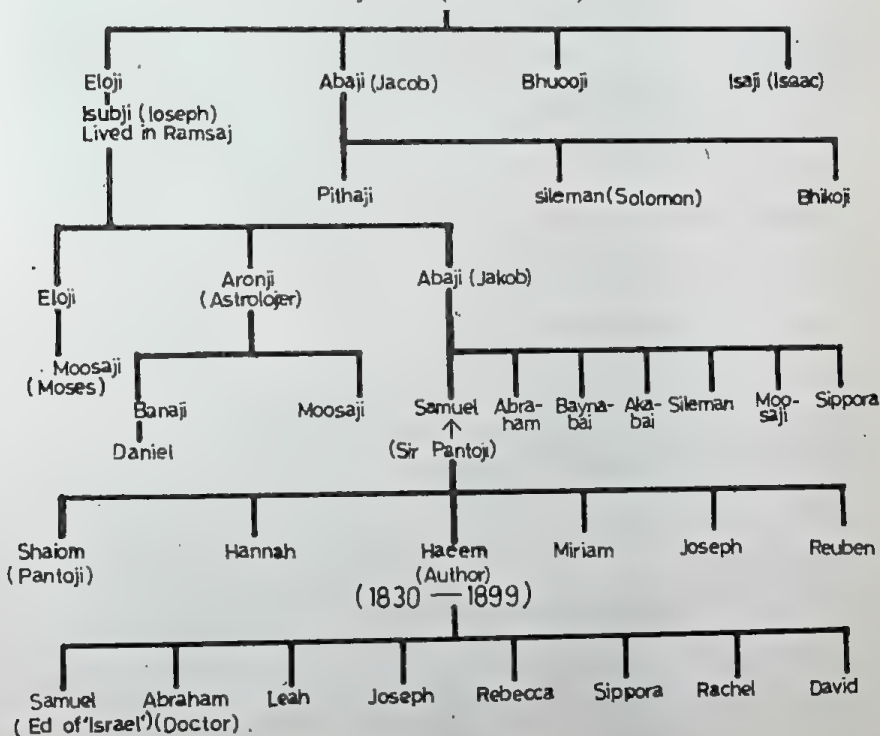 Eloji Abaji (Jacob) Bhuooji Isaji (Isaac)
Isubji (Ioseph)
Lived in Ramsaj
Pithaji sileman (Solomon) Bhikoji
Eloji Aronji Abaji (Jakob)
(Astrolojer)
Moosaji
(Moses)
Banaji Moosaji Samuel Abra- Bayna- Aka- Sileman Moo- Sippora
ham bai bai saji
Daniel (Sir Pantoji)
Shalom Hannah Haeem Miriam Joseph Reuben
(Pantoji) (Author)
(1830 — 1899)
Samuel Abraham Leah Joseph Rebecca Sippora Rachel David
(Ed of 'Israel') (Doctor)